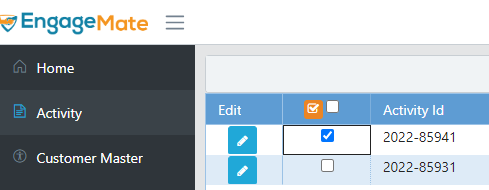 EngageMate
Home
Activity
Customer Master
Edit Activity Id
2022-85941
2022-85931